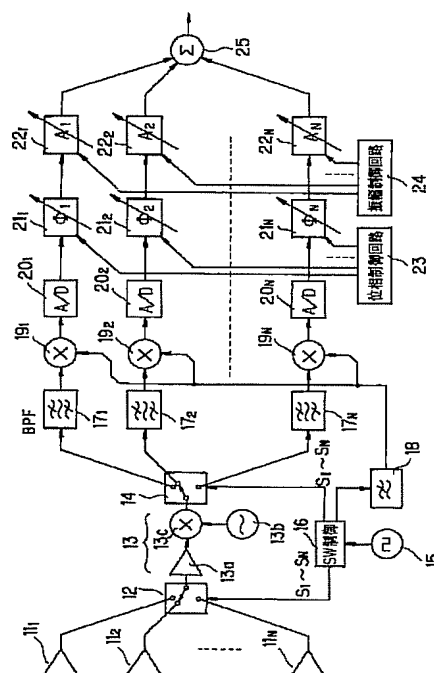 11₁
11₂
11N
12
13
13a
13b
13c
14
S₁~SN
S₁~SN
16
SW制御
15
18
BPF
17₁
17₂
17N
19₁
19₂
19N
20₁
A/D
20₂
A/D
20N
A/D
21₁
Φ₁
21₂
Φ₂
21N
ΦN
22₁
A₁
22₂
A₂
22N
AN
位相制御回路
23
振幅制御回路
24
Σ
25